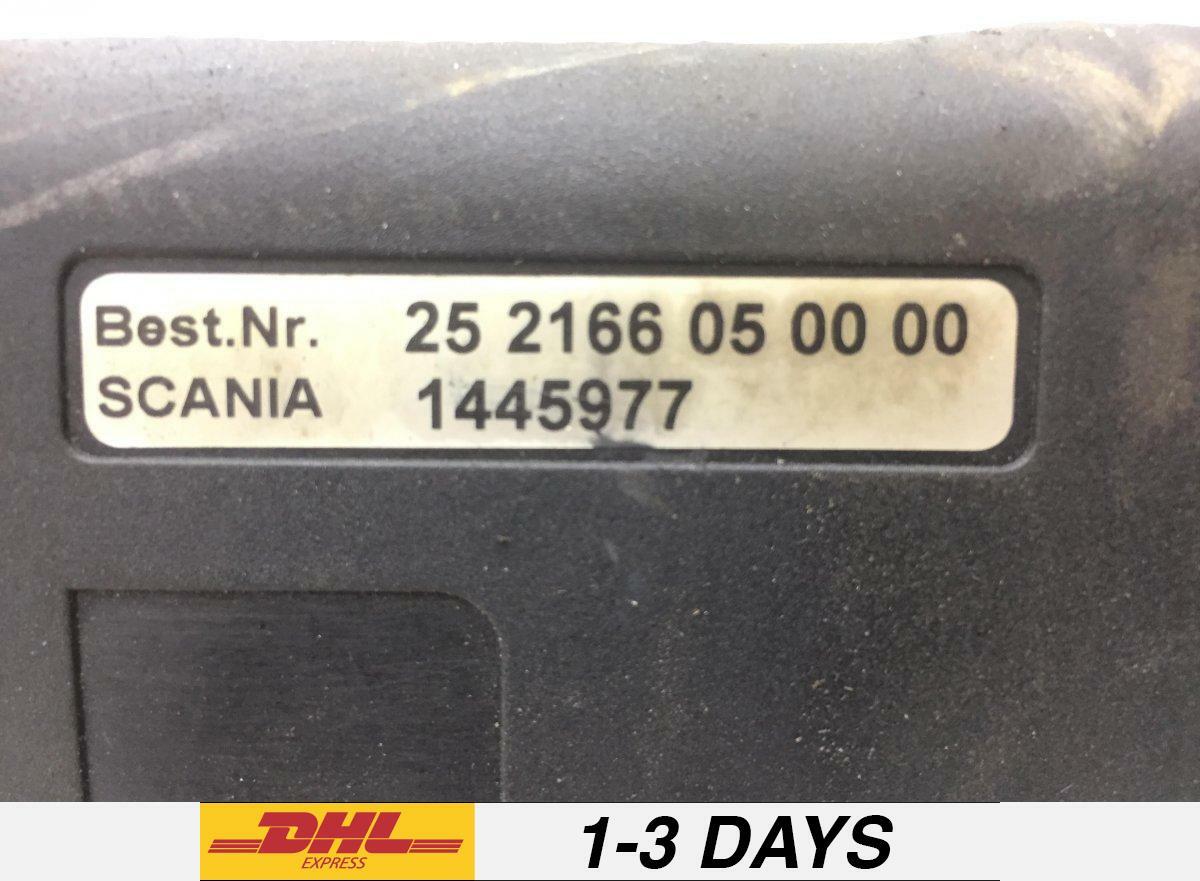 Best.Nr. 25 2166 05 00 00
SCANIA 1445977
DHL
EXPRESS
1-3 DAYS